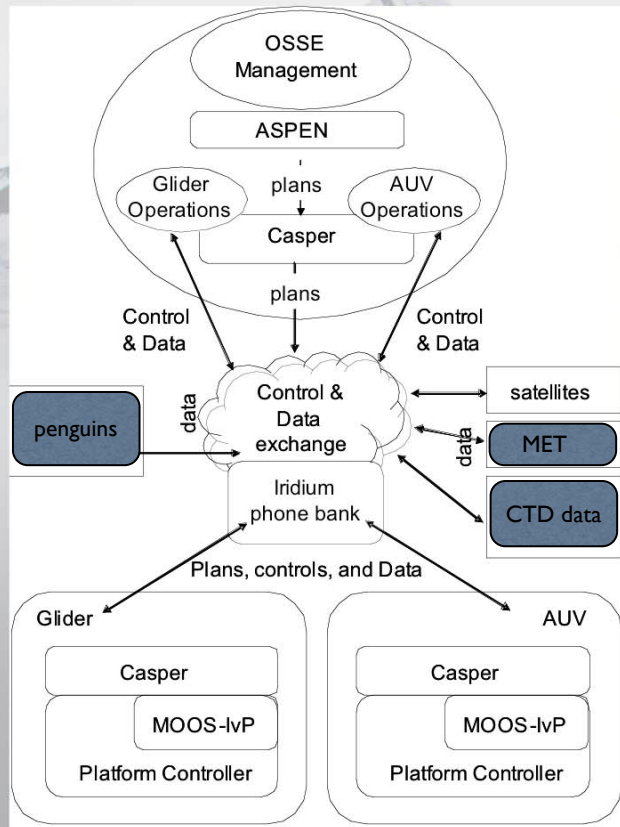 OSSE
Management
ASPEN
plans
Glider
Operations
AUV
Operations
Casper
plans
Control
& Data
Control
& Data
penguins
data
Control &
Data
exchange
satellites
data
MET
CTD data
Iridium
phone bank
Plans, controls, and Data
Glider
Casper
MOOS-IvP
Platform Controller
AUV
Casper
MOOS-IvP
Platform Controller